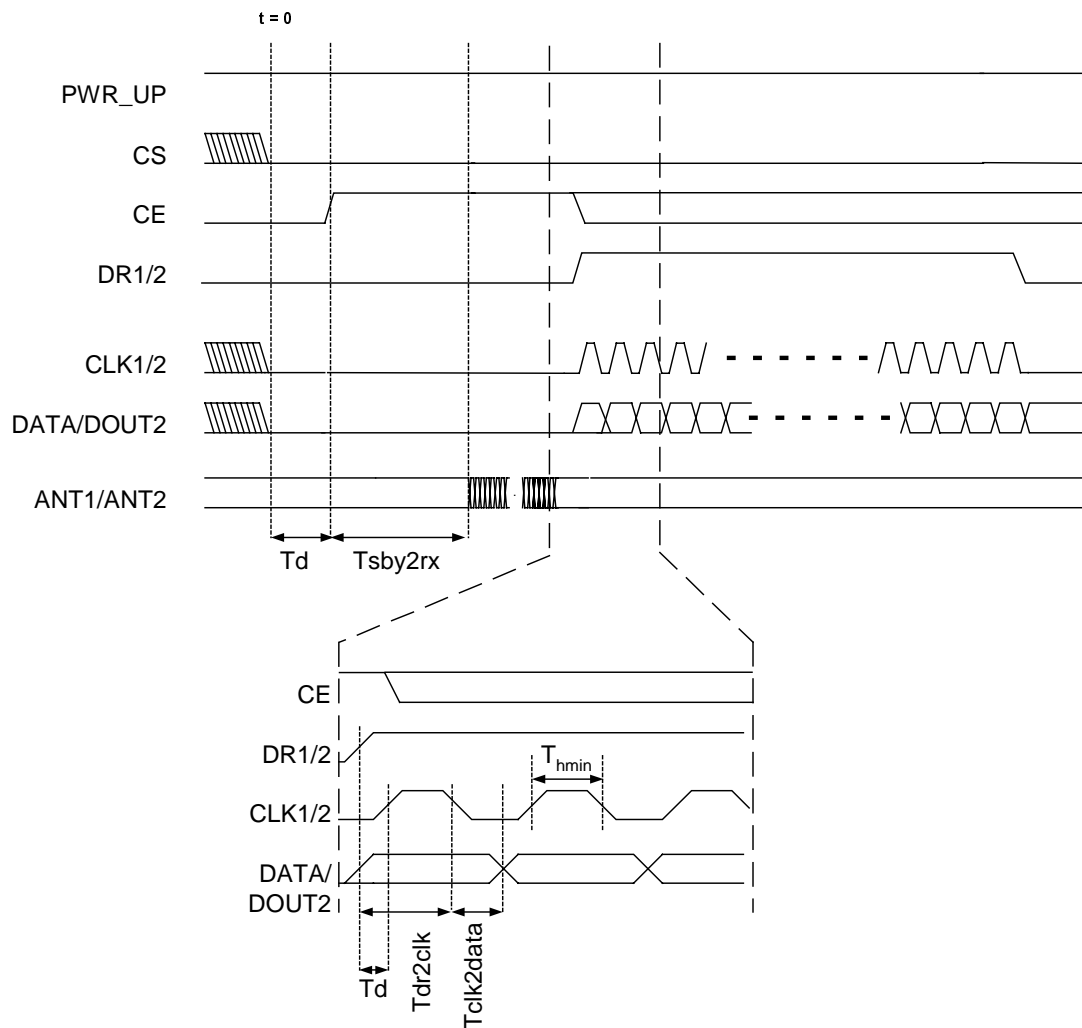 t = 0
PWR_UP
CS
CE
DR1/2
CLK1/2
DATA/DOUT2
ANT1/ANT2
Td
Tsby2rx
CE
DR1/2
Thmin
CLK1/2
DATA/
DOUT2
Td
Tdr2clk
Tclk2data